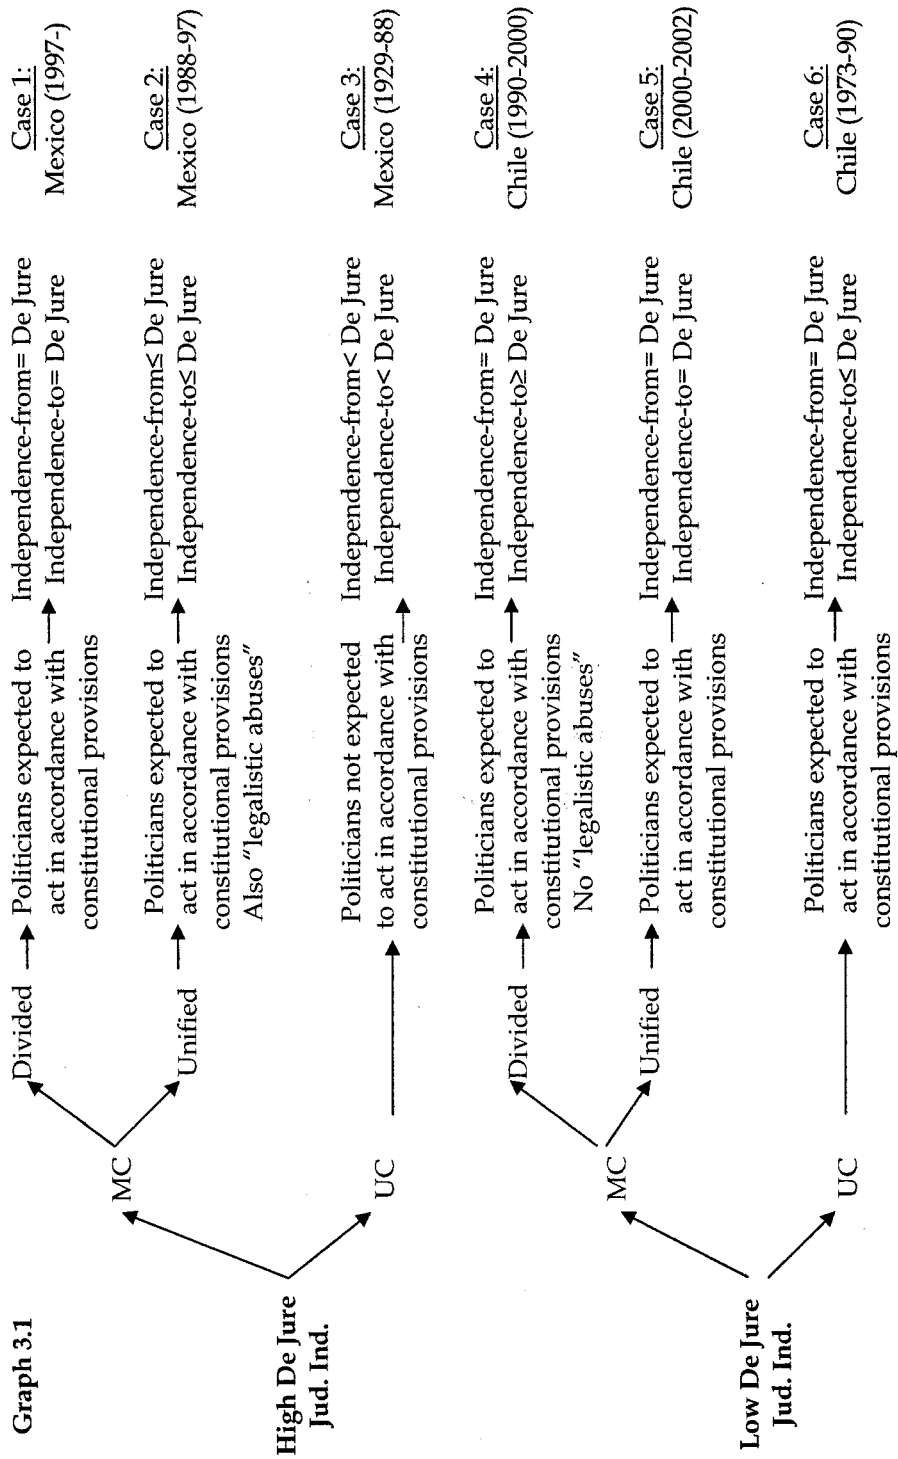 Graph 3.1
High De Jure
Jud. Ind.
MC
Divided
Politicians expected to
act in accordance with
constitutional provisions
Independence-from= De Jure
Independence-to= De Jure
Case 1:
Mexico (1997-)
Unified
Politicians expected to
act in accordance with
constitutional provisions
Also "legalistic abuses"
Independence-from≤ De Jure
Independence-to≤ De Jure
Case 2:
Mexico (1988-97)
UC
Politicians not expected
to act in accordance with
constitutional provisions
Independence-from< De Jure
Independence-to< De Jure
Case 3:
Mexico (1929-88)
Low De Jure
Jud. Ind.
MC
Divided
Politicians expected to
act in accordance with
constitutional provisions
No "legalistic abuses"
Independence-from= De Jure
Independence-to≥ De Jure
Case 4:
Chile (1990-2000)
Unified
Politicians expected to
act in accordance with
constitutional provisions
Independence-from= De Jure
Independence-to= De Jure
Case 5:
Chile (2000-2002)
UC
Politicians expected to
act in accordance with
constitutional provisions
Independence-from= De Jure
Independence-to≤ De Jure
Case 6:
Chile (1973-90)